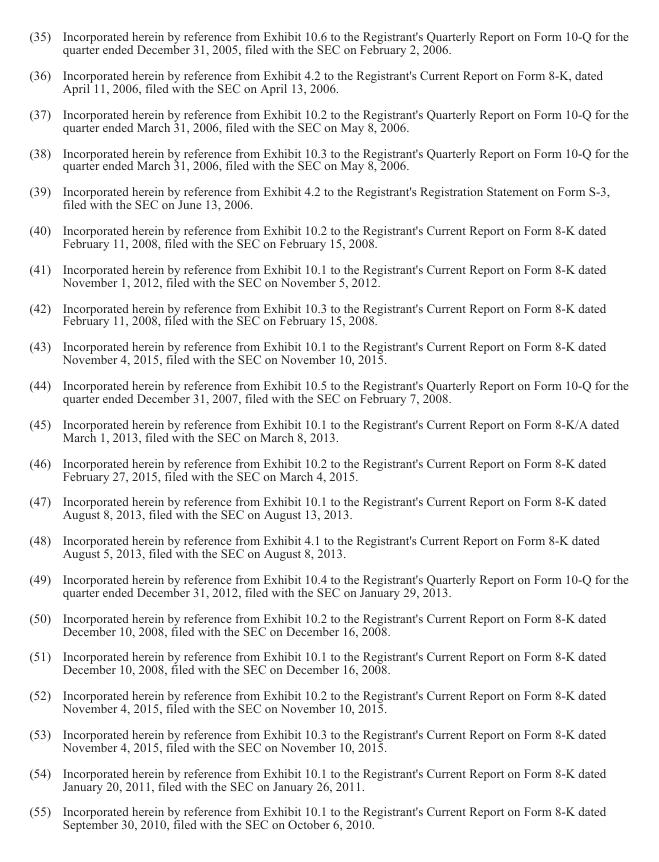 (35) Incorporated herein by reference from Exhibit 10.6 to the Registrant's Quarterly Report on Form 10-Q for the
quarter ended December 31, 2005, filed with the SEC on February 2, 2006.
(36) Incorporated herein by reference from Exhibit 4.2 to the Registrant's Current Report on Form 8-K, dated
April 11, 2006, filed with the SEC on April 13, 2006.
(37) Incorporated herein by reference from Exhibit 10.2 to the Registrant's Quarterly Report on Form 10-Q for the
quarter ended March 31, 2006, filed with the SEC on May 8, 2006.
(38) Incorporated herein by reference from Exhibit 10.3 to the Registrant's Quarterly Report on Form 10-Q for the
quarter ended March 31, 2006, filed with the SEC on May 8, 2006.
(39) Incorporated herein by reference from Exhibit 4.2 to the Registrant's Registration Statement on Form S-3,
filed with the SEC on June 13, 2006.
(40) Incorporated herein by reference from Exhibit 10.2 to the Registrant's Current Report on Form 8-K dated
February 11, 2008, filed with the SEC on February 15, 2008.
(41) Incorporated herein by reference from Exhibit 10.1 to the Registrant's Current Report on Form 8-K dated
November 1, 2012, filed with the SEC on November 5, 2012.
(42) Incorporated herein by reference from Exhibit 10.3 to the Registrant's Current Report on Form 8-K dated
February 11, 2008, filed with the SEC on February 15, 2008.
(43) Incorporated herein by reference from Exhibit 10.1 to the Registrant's Current Report on Form 8-K dated
November 4, 2015, filed with the SEC on November 10, 2015.
(44) Incorporated herein by reference from Exhibit 10.5 to the Registrant's Quarterly Report on Form 10-Q for the
quarter ended December 31, 2007, filed with the SEC on February 7, 2008.
(45) Incorporated herein by reference from Exhibit 10.1 to the Registrant's Current Report on Form 8-K/A dated
March 1, 2013, filed with the SEC on March 8, 2013.
(46) Incorporated herein by reference from Exhibit 10.2 to the Registrant's Current Report on Form 8-K dated
February 27, 2015, filed with the SEC on March 4, 2015.
(47) Incorporated herein by reference from Exhibit 10.1 to the Registrant's Current Report on Form 8-K dated
August 8, 2013, filed with the SEC on August 13, 2013.
(48) Incorporated herein by reference from Exhibit 4.1 to the Registrant's Current Report on Form 8-K dated
August 5, 2013, filed with the SEC on August 8, 2013.
(49) Incorporated herein by reference from Exhibit 10.4 to the Registrant's Quarterly Report on Form 10-Q for the
quarter ended December 31, 2012, filed with the SEC on January 29, 2013.
(50) Incorporated herein by reference from Exhibit 10.2 to the Registrant's Current Report on Form 8-K dated
December 10, 2008, filed with the SEC on December 16, 2008.
(51) Incorporated herein by reference from Exhibit 10.1 to the Registrant's Current Report on Form 8-K dated
December 10, 2008, filed with the SEC on December 16, 2008.
(52) Incorporated herein by reference from Exhibit 10.2 to the Registrant's Current Report on Form 8-K dated
November 4, 2015, filed with the SEC on November 10, 2015.
(53) Incorporated herein by reference from Exhibit 10.3 to the Registrant's Current Report on Form 8-K dated
November 4, 2015, filed with the SEC on November 10, 2015.
(54) Incorporated herein by reference from Exhibit 10.1 to the Registrant's Current Report on Form 8-K dated
January 20, 2011, filed with the SEC on January 26, 2011.
(55) Incorporated herein by reference from Exhibit 10.1 to the Registrant's Current Report on Form 8-K dated
September 30, 2010, filed with the SEC on October 6, 2010.